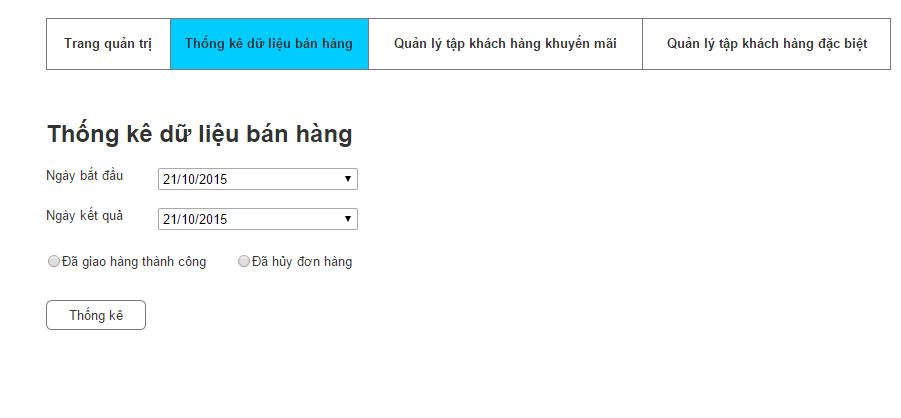 Trang quản trị Thống kê dữ liệu bán hàng Quản lý tập khách hàng khuyến mãi Quản lý tập khách hàng đặc biệt
Thống kê dữ liệu bán hàng
Ngày bắt đầu 21/10/2015
Ngày kết quả 21/10/2015
Đã giao hàng thành công Đã hủy đơn hàng
Thống kê